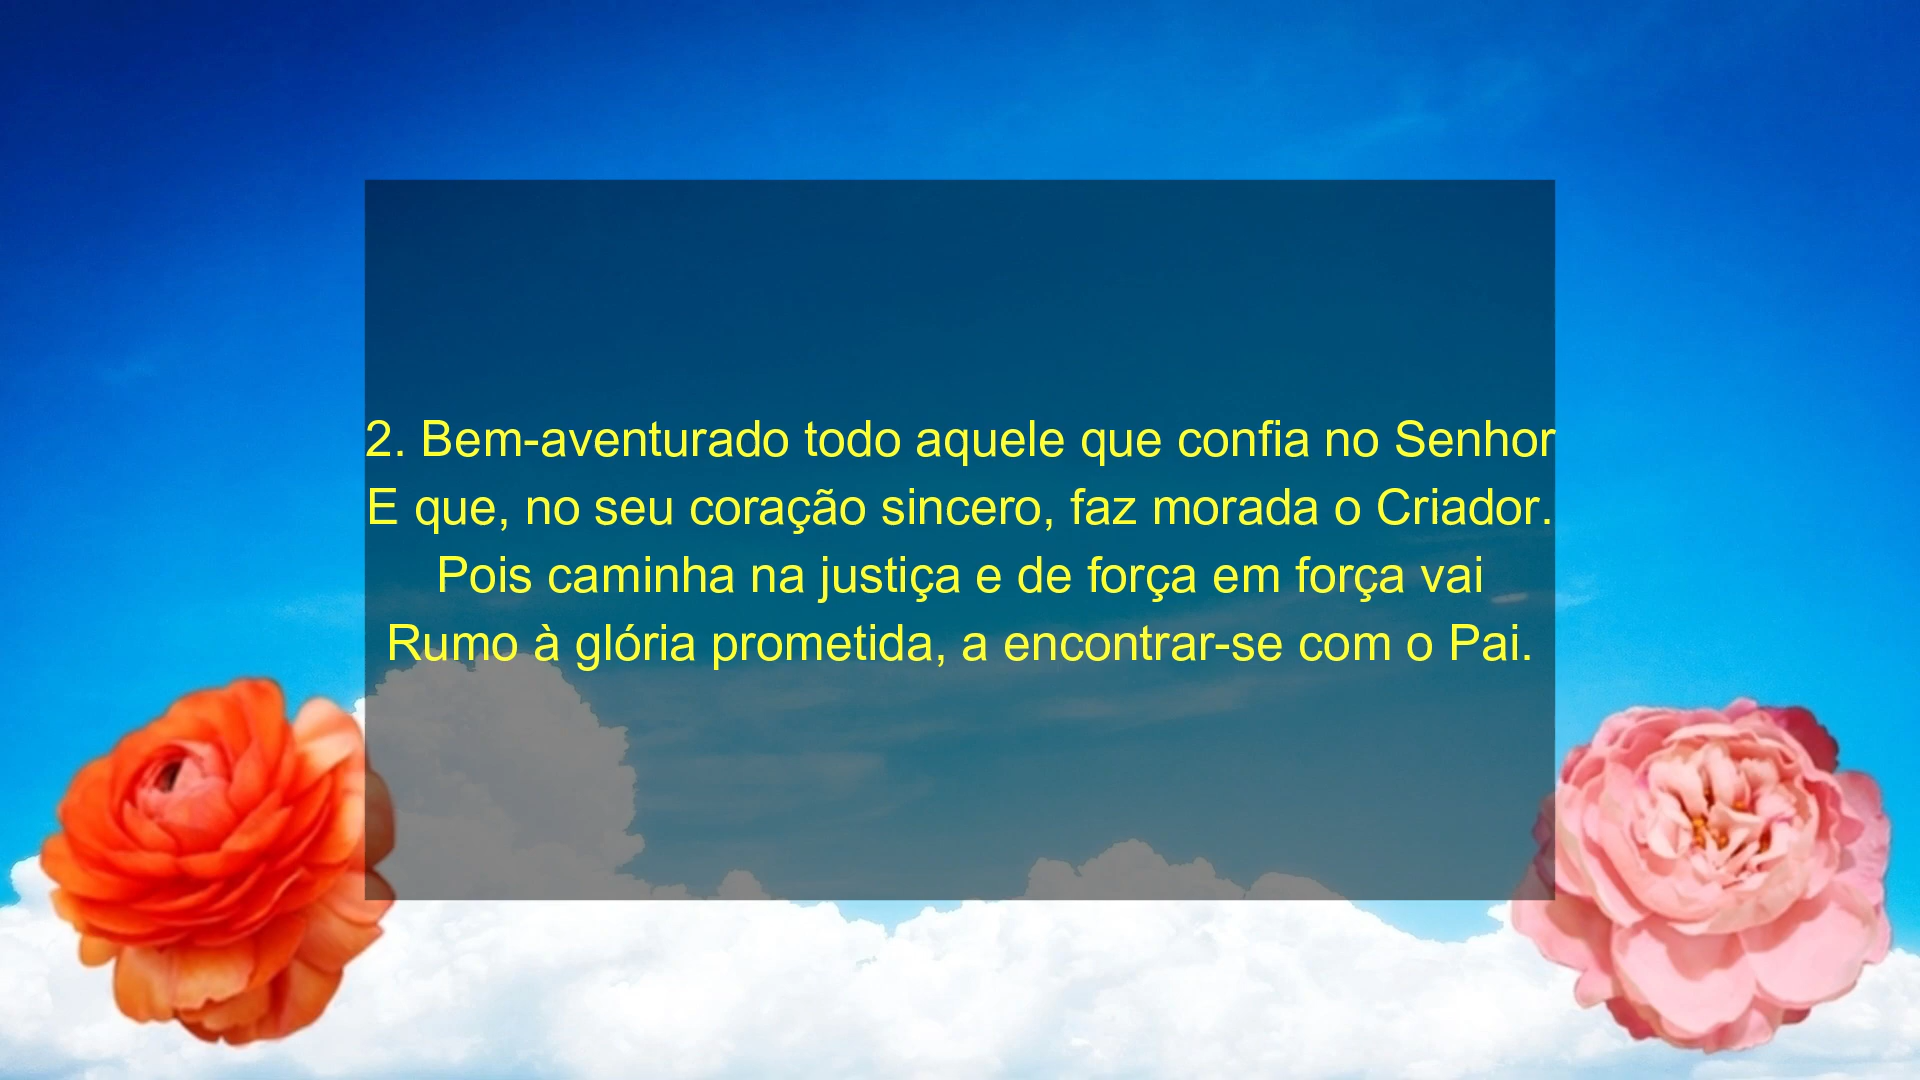 2. Bem-aventurado todo aquele que confia no Senhor
E que, no seu coração sincero, faz morada o Criador.
Pois caminha na justiça e de força em força vai
Rumo à glória prometida, a encontrar-se com o Pai.